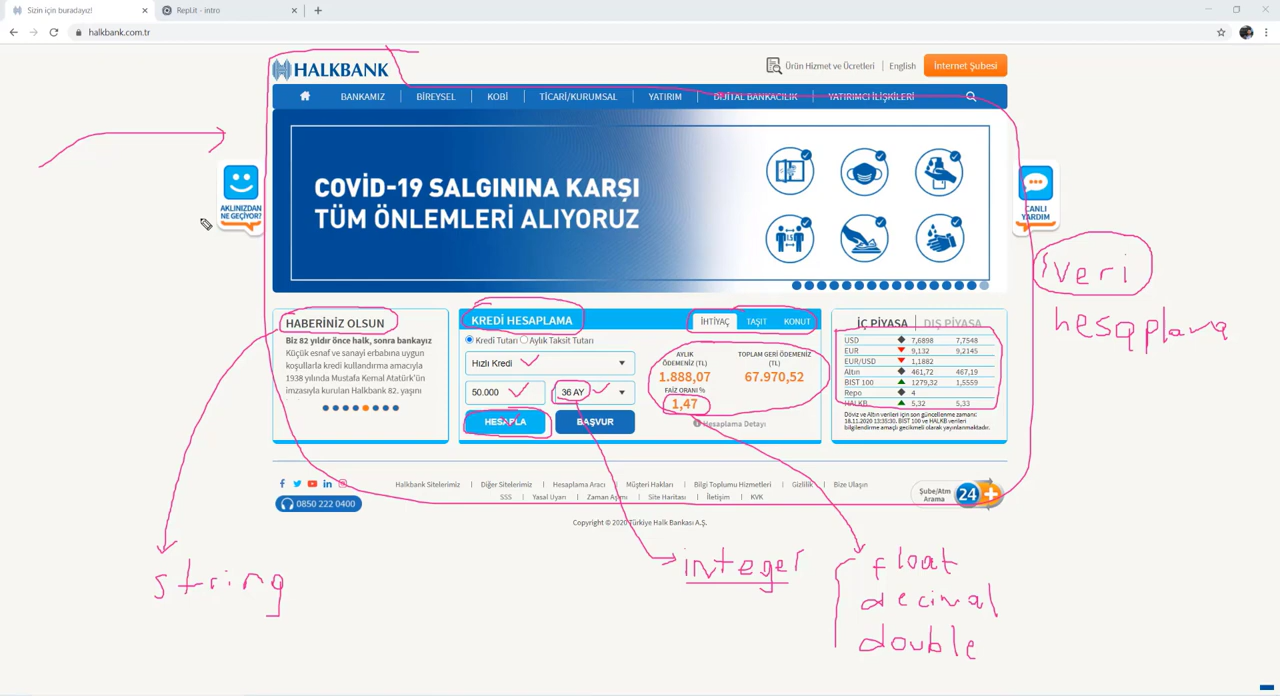 Sizin için buradayız!
Repl.it - intro
halkbank.com.tr
HALKBANK
Ürün Hizmet ve Ücretleri
English
İnternet Şubesi
BANKAMIZ
BİREYSEL
KOBİ
TİCARİ/KURUMSAL
YATIRIM
DİJİTAL BANKACILIK
YATIRIMCI İLİŞKİLERİ
COVİD-19 SALGININA KARŞI
TÜM ÖNLEMLERİ ALIYORUZ
1.5
AKLINIZDAN
NE GEÇİYOR?
CANLI
YARDIM
veri
hesaplama
HABERİNİZ OLSUN
Biz 82 yıldır önce halk, sonra bankayız
Küçük esnaf ve sanayi erbabına uygun
koşullarla kredi kullandırma amacıyla
1938 yılında Mustafa Kemal Atatürk'ün
imzasıyla kurulan Halkbank 82. yaşını
KREDİ HESAPLAMA
İHTİYAÇ
TAŞIT
KONUT
Kredi Tutarı
Aylık Taksit Tutarı
Hızlı Kredi
50.000
36 AY
HESAPLA
BAŞVUR
AYLIK
ÖDEMENİZ (TL)
1.888,07
TOPLAM GERİ ÖDEMENİZ
(TL)
67.970,52
FAİZ ORANI %
1,47
Hesaplama Detayı
İÇ PİYASA
DIŞ PİYASA
USD 7,6898 7,7548
EUR 9,132 9,2145
EUR/USD 1,1882
Altın 461,72 467,19
BIST 100 1279,32 1,5559
Repo 4
HALKB 5,32 5,33
Döviz ve Altın verileri için son güncellenme zamanı:
18.11.2020 13:35:30, BIST 100 ve HALKB verileri
bilgilendirme amaçlı gecikmeli olarak yayınlanmaktadır.
0850 222 0400
Halkbank Sitelerimiz
Diğer Sitelerimiz
Hesaplama Aracı
Müşteri Hakları
Bilgi Toplumu Hizmetleri
Gizlilik
Bize Ulaşın
SSS
Yasal Uyarı
Zaman Aşımı
Site Haritası
İletişim
KVK
Şube/Atm
Arama
24
Copyright © 2020 Türkiye Halk Bankası A.Ş.
string
integer
float
decimal
double